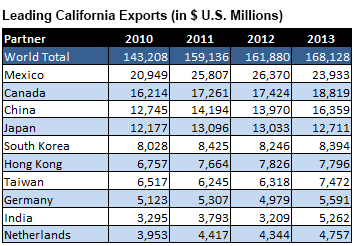 Leading California Exports (in $ U.S. Millions)
Partner 2010 2011 2012 2013
World Total 143,208 159,136 161,880 168,128
Mexico 20,949 25,807 26,370 23,933
Canada 16,214 17,261 17,424 18,819
China 12,745 14,194 13,970 16,359
Japan 12,177 13,096 13,033 12,711
South Korea 8,028 8,425 8,246 8,394
Hong Kong 6,757 7,664 7,826 7,796
Taiwan 6,517 6,245 6,318 7,472
Germany 5,123 5,307 4,979 5,591
India 3,295 3,793 3,209 5,262
Netherlands 3,953 4,417 4,344 4,757